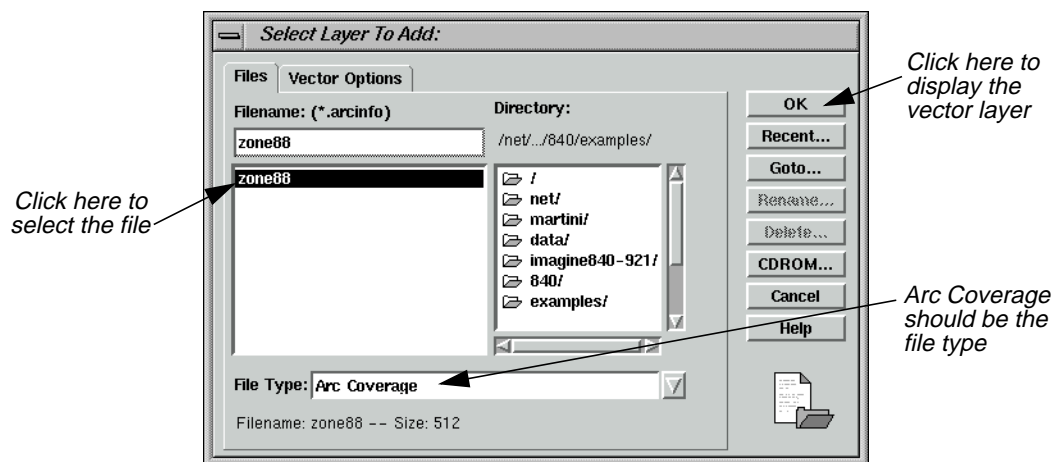 Select Layer To Add:
Files
Vector Options
Filename: (*.arcinfo)
Directory:
zone88
/net/.../840/examples/
zone88
/
net/
martini/
data/
imagine840-921/
840/
examples/
File Type: Arc Coverage
Filename: zone88 -- Size: 512
OK
Recent...
Goto...
Rename...
Delete...
CDROM...
Cancel
Help
Click here to
select the file
Click here to
display the
vector layer
Arc Coverage
should be the
file type